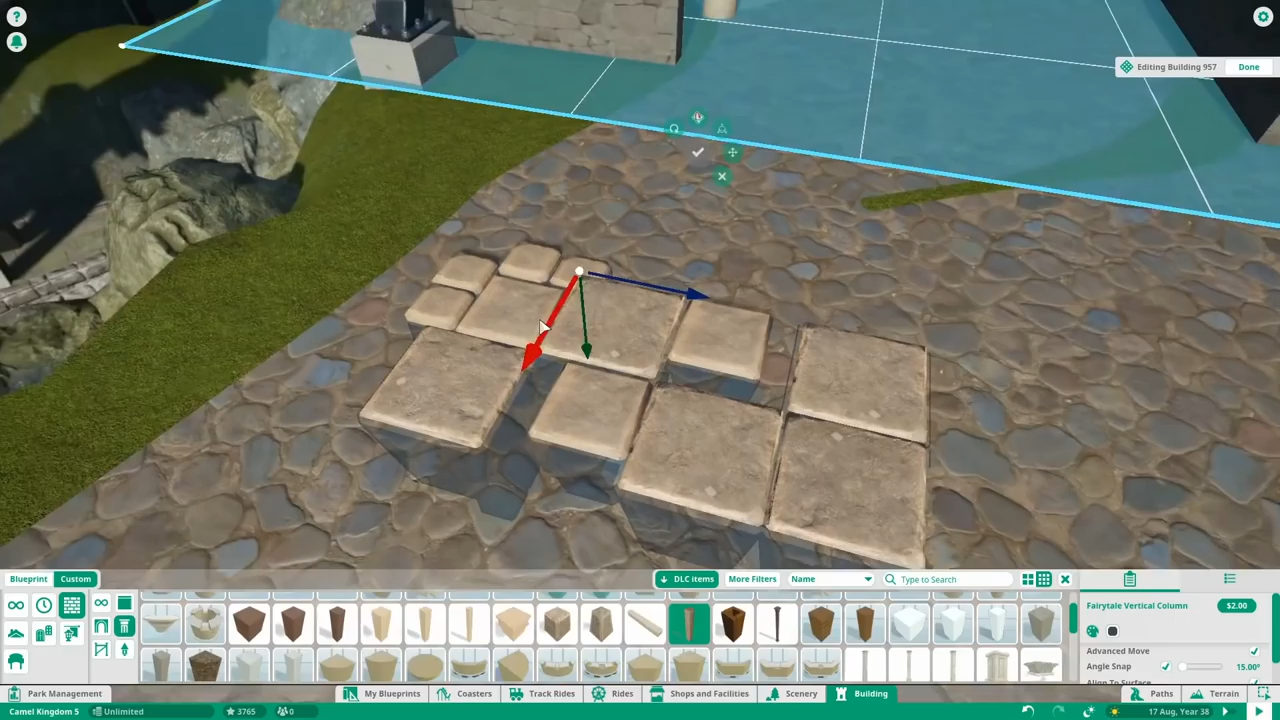 ?
Editing Building 957
Done
Blueprint
Custom
DLC items
More Filters
Name
Type to Search
Fairytale Vertical Column
$2.00
Advanced Move
Angle Snap
15.00°
Park Management
My Blueprints
Coasters
Track Rides
Rides
Shops and Facilities
Scenery
Building
Paths
Terrain
Camel Kingdom 5
Unlimited
3765
0
17 Aug, Year 38